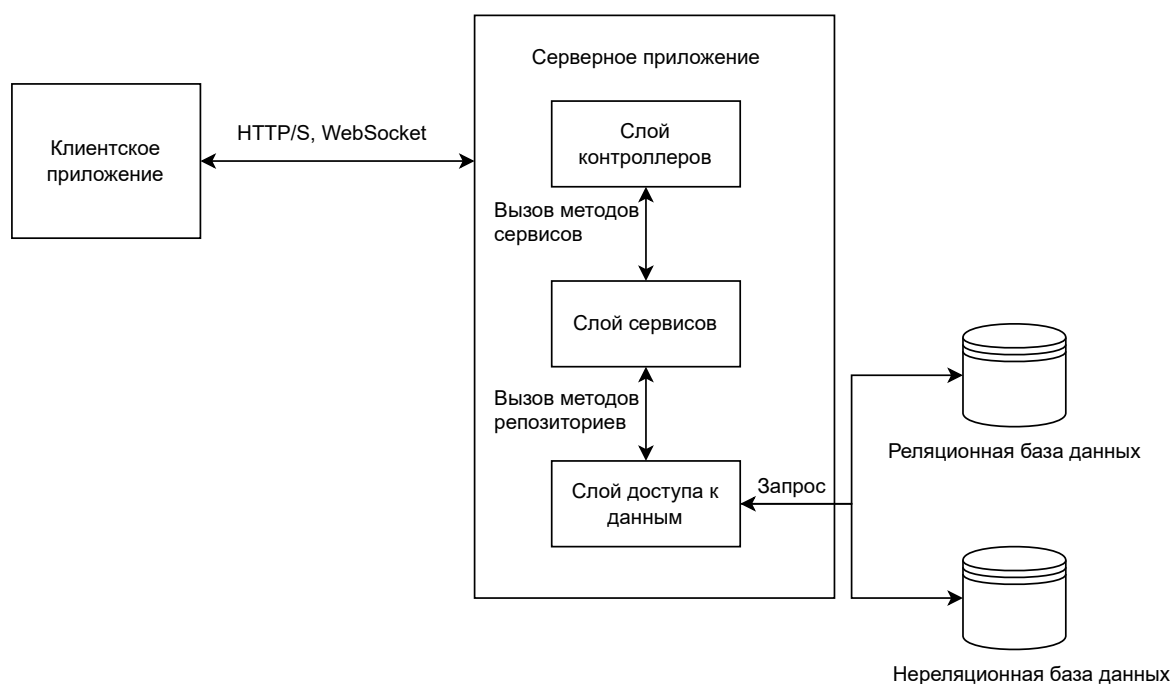 Серверное приложение
Клиентское
приложение
HTTP/S, WebSocket
Слой
контроллеров
Вызов методов
сервисов
Слой сервисов
Вызов методов
репозиториев
Слой доступа к
данным
Запрос
Реляционная база данных
Нереляционная база данных